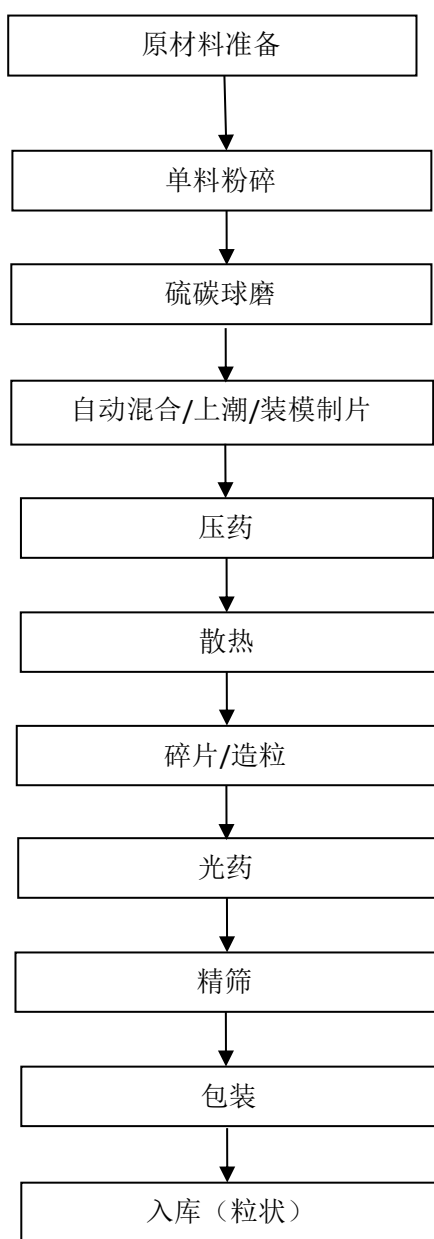 原材料准备
单料粉碎
硫碳球磨
自动混合/上潮/装模制片
压药
散热
碎片/造粒
光药
精筛
包装
入库（粒状）